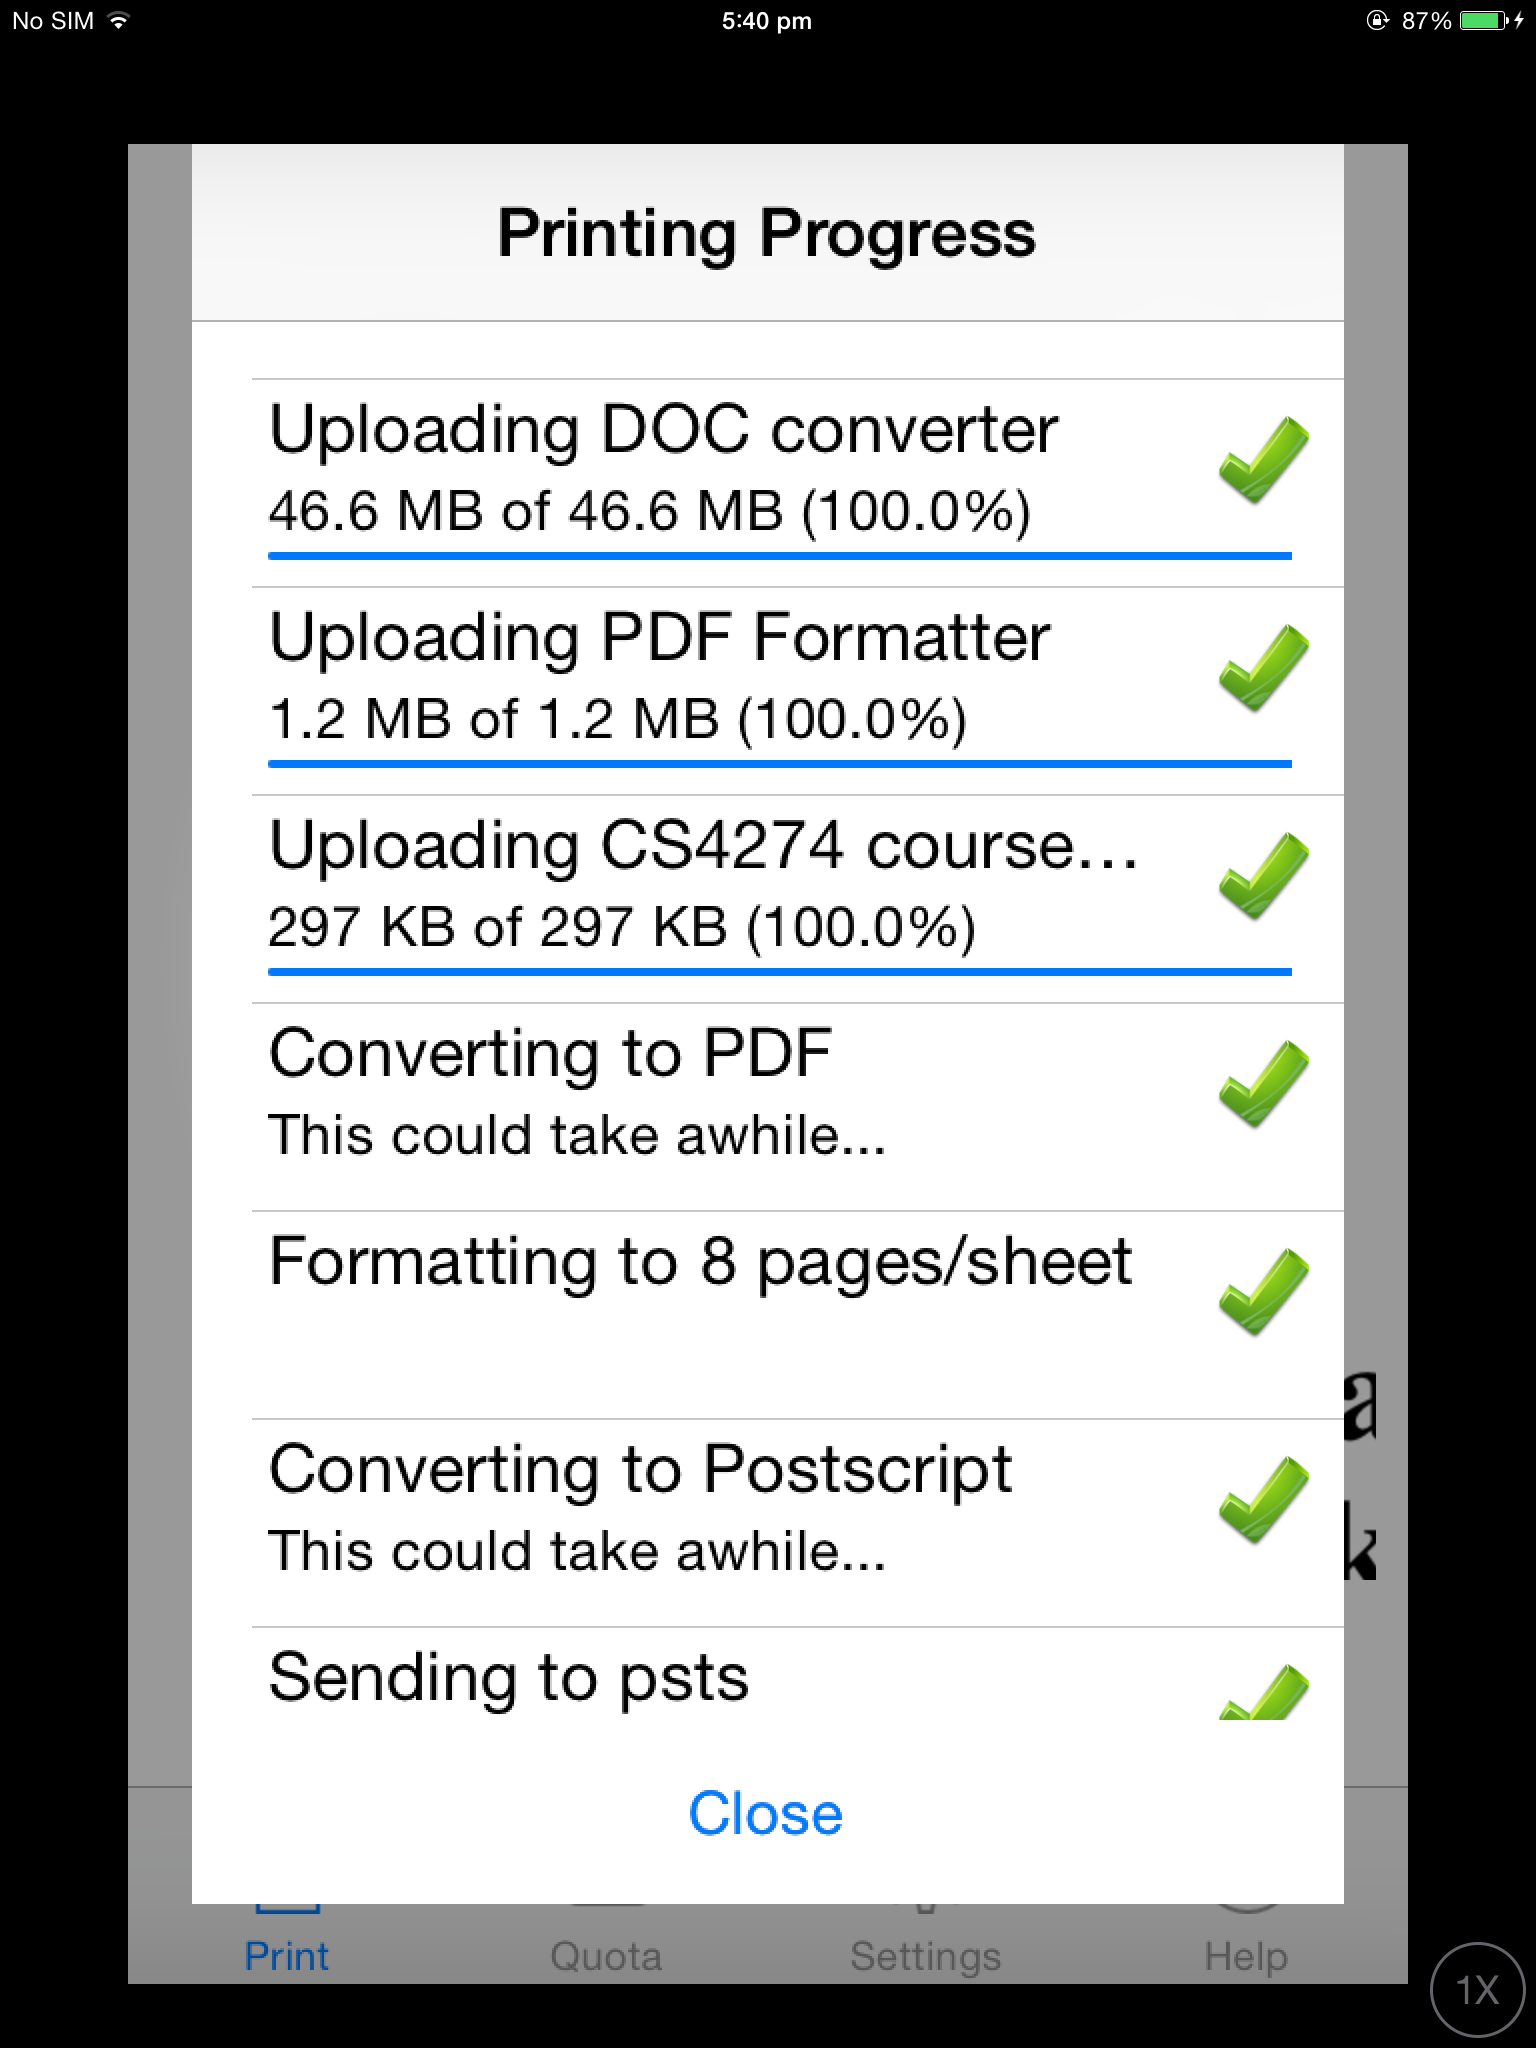 No SIM 5:40 pm 87%
Printing Progress
Uploading DOC converter
46.6 MB of 46.6 MB (100.0%)
Uploading PDF Formatter
1.2 MB of 1.2 MB (100.0%)
Uploading CS4274 course...
297 KB of 297 KB (100.0%)
Converting to PDF
This could take awhile...
Formatting to 8 pages/sheet
Converting to Postscript
This could take awhile...
Sending to psts
Close
Print Quota Settings Help
1X